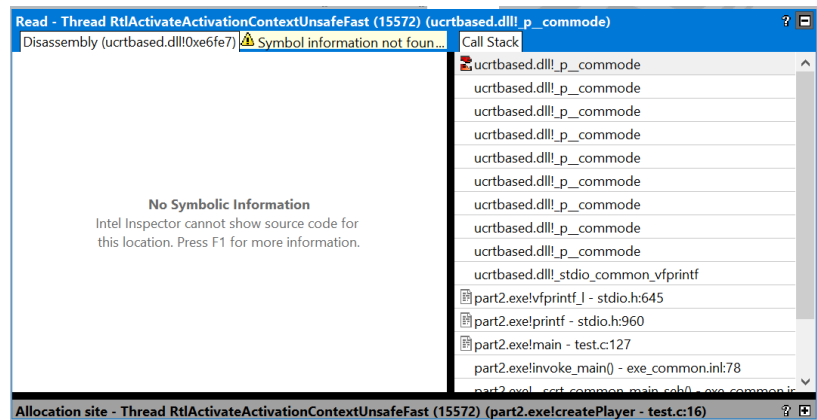 Read - Thread RtlActivateActivationContextUnsafeFast (15572) (ucrtbased.dll!_p__commode)
Disassembly (ucrtbased.dll!0xe6fe7) Symbol information not foun... Call Stack
ucrtbased.dll!_p__commode
ucrtbased.dll!_p__commode
ucrtbased.dll!_p__commode
ucrtbased.dll!_p__commode
ucrtbased.dll!_p__commode
ucrtbased.dll!_p__commode
ucrtbased.dll!_p__commode
ucrtbased.dll!_p__commode
ucrtbased.dll!_p__commode
ucrtbased.dll!_stdio_common_vfprintf
part2.exe!vfprintf_l - stdio.h:645
part2.exe!printf - stdio.h:960
part2.exe!main - test.c:127
part2.exe!invoke_main() - exe_common.inl:78
part2.exe!_scrt_common_main_seh() - exe_common.in
No Symbolic Information
Intel Inspector cannot show source code for
this location. Press F1 for more information.
Allocation site - Thread RtlActivateActivationContextUnsafeFast (15572) (part2.exe!createPlayer - test.c:16)